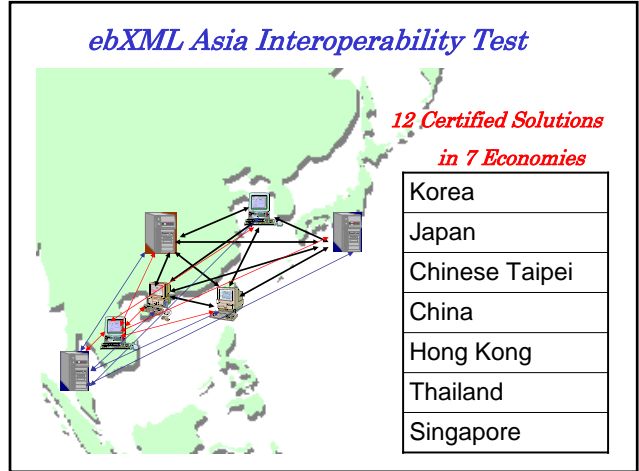 ebXML Asia Interoperability Test
12 Certified Solutions
in 7 Economies
Korea
Japan
Chinese Taipei
China
Hong Kong
Thailand
Singapore